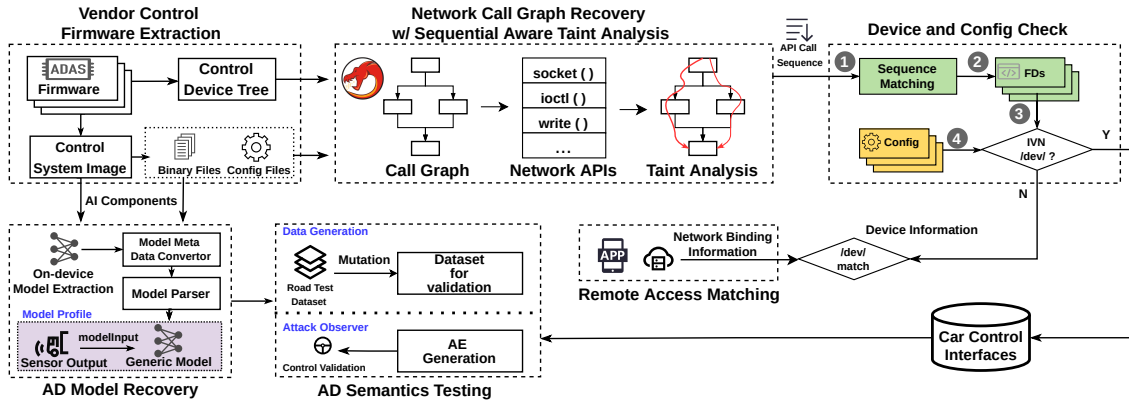 Vendor Control
Firmware Extraction
ADAS
Firmware
Control
Device Tree
Control
System Image
Binary Files
Config Files
AI Components
Network Call Graph Recovery
w/ Sequential Aware Taint Analysis
Call Graph
socket ( )
ioctl ( )
write ( )
...
Network APIs
Taint Analysis
API Call
Sequence
Device and Config Check
1
Sequence
Matching
2
FDs
3
Config
4
IVN
/dev/ ?
Y
N
On-device
Model Extraction
Model Meta
Data Convertor
Model Parser
Model Profile
modelInput
Sensor Output
Generic Model
AD Model Recovery
Data Generation
Road Test
Dataset
Mutation
Dataset
for
validation
Attack Observer
Control Validation
AE
Generation
AD Semantics Testing
APP
Network Binding
Information
Remote Access Matching
/dev/
match
Device Information
Car Control
Interfaces